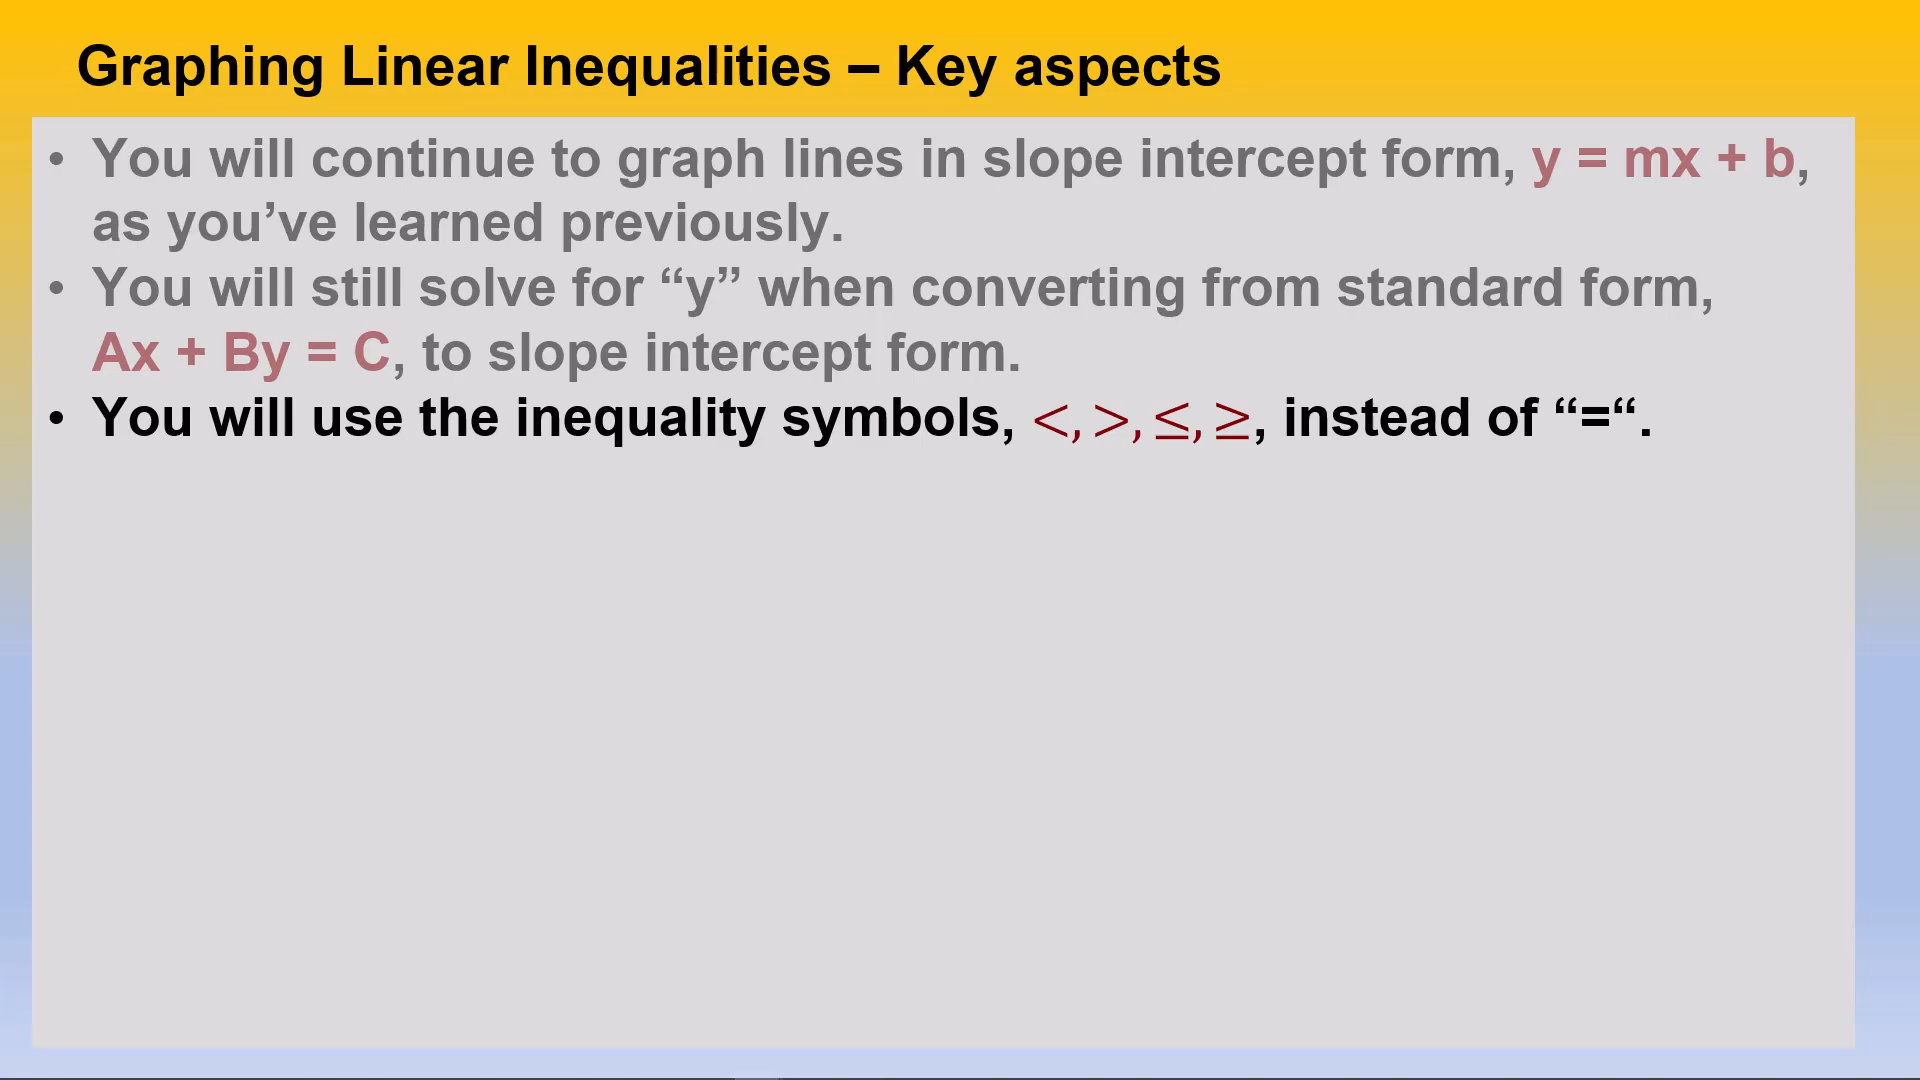 Graphing Linear Inequalities – Key aspects
• You will continue to graph lines in slope intercept form, y = mx + b,
as you’ve learned previously.
• You will still solve for “y” when converting from standard form,
Ax + By = C, to slope intercept form.
• You will use the inequality symbols, <, >, ≤, ≥, instead of “=“.